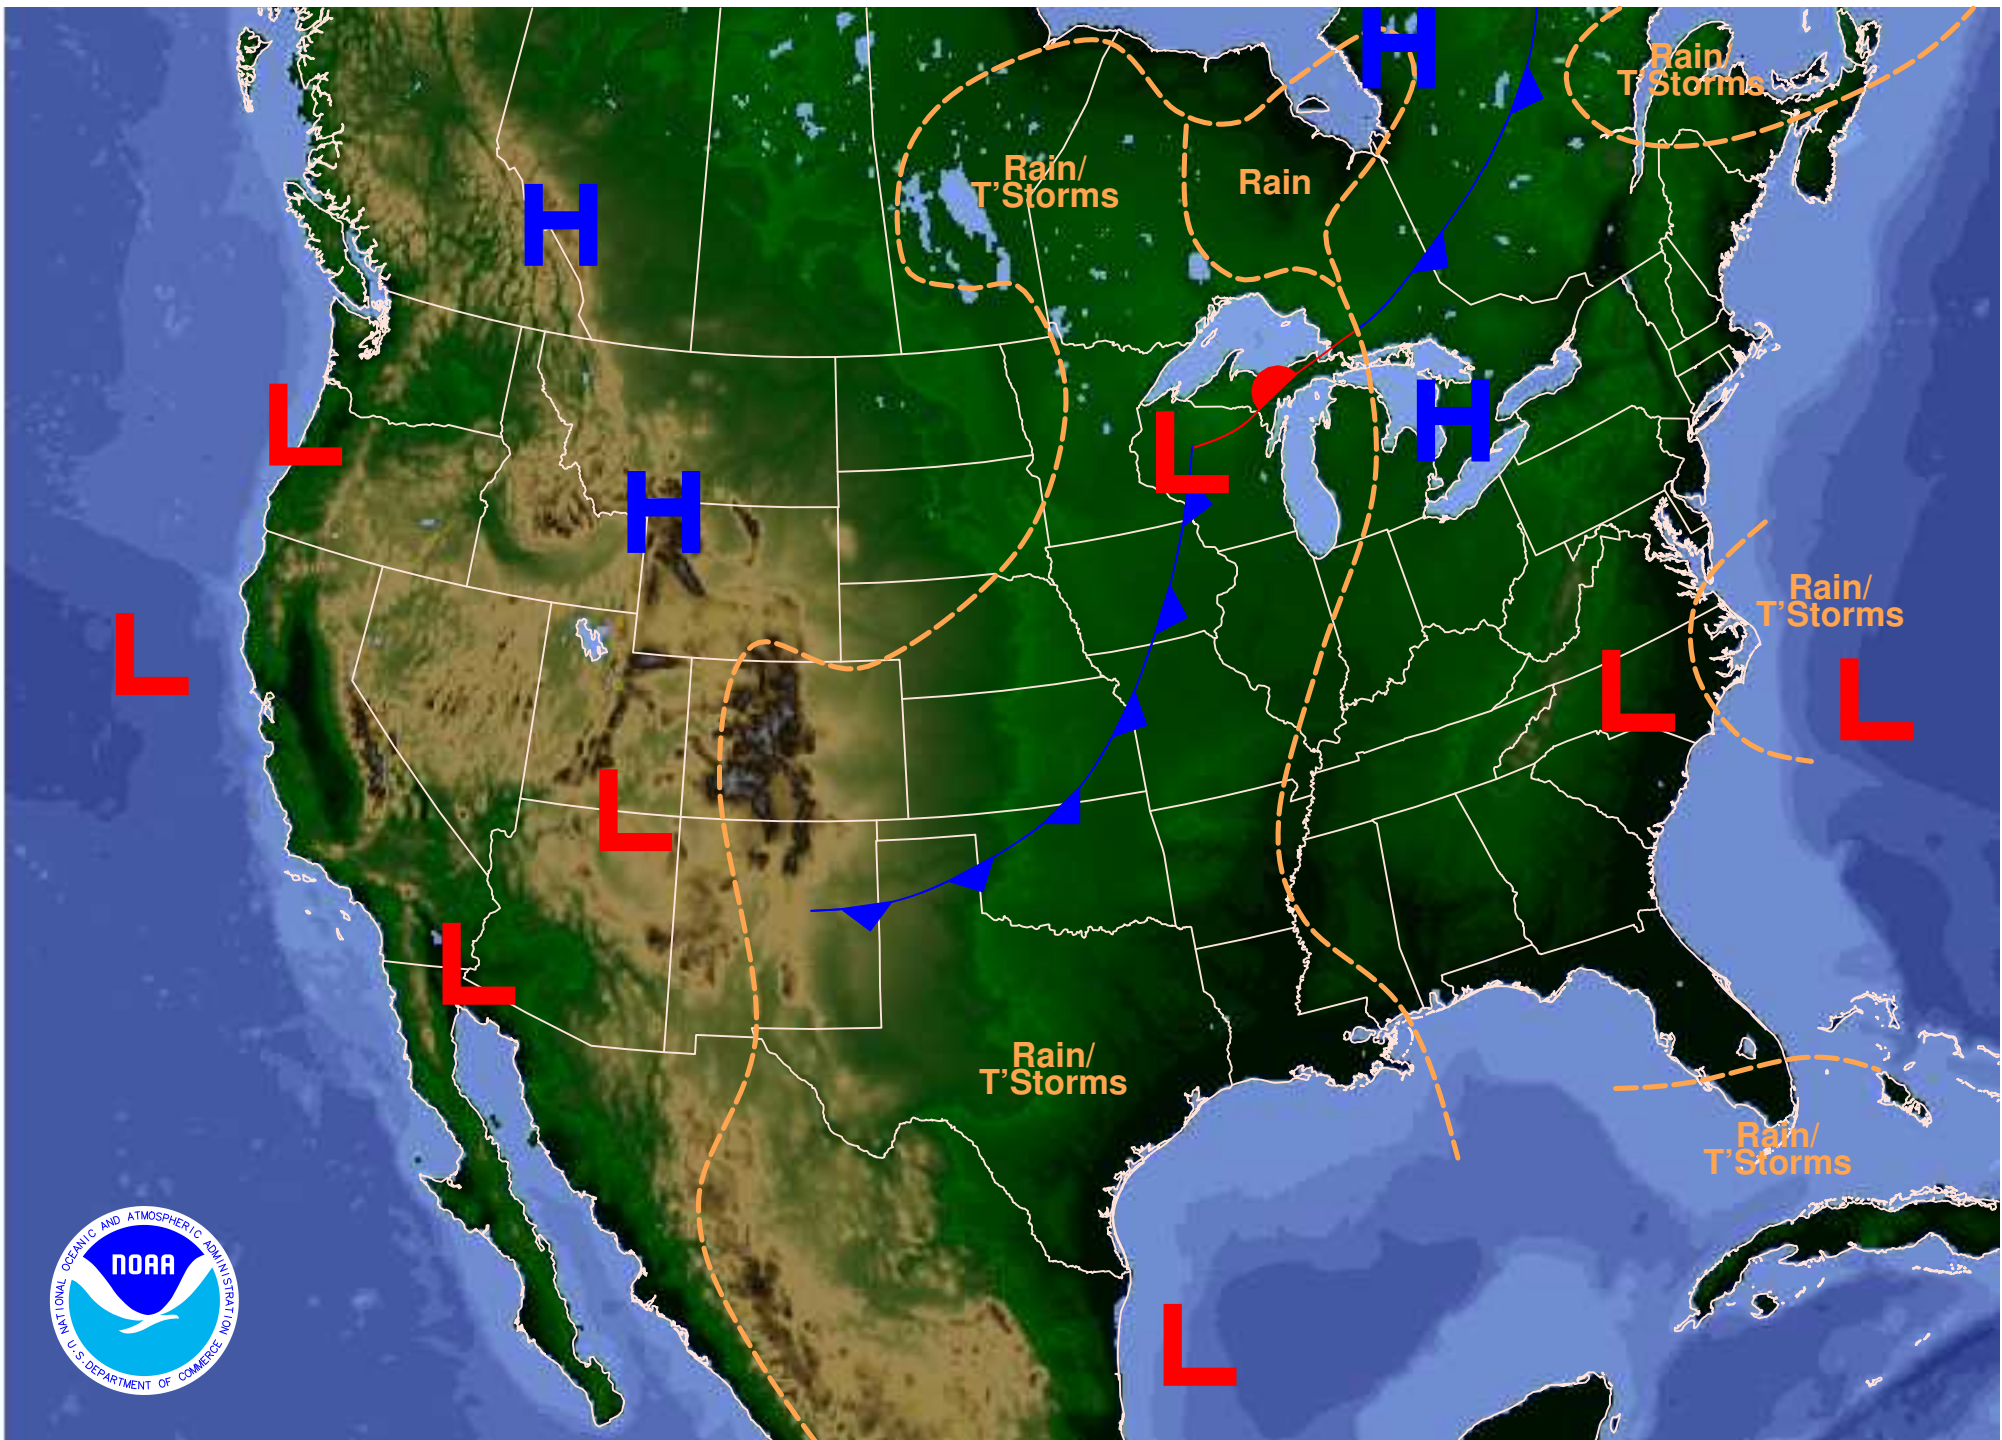 H
Rain/
T'Storms
Rain/
T'Storms
Rain
H
L
H
L
H
L
Rain/
T'Storms
L
L
L
L
L
Rain/
T'Storms
Rain/
T'Storms
L
NATIONAL OCEANIC AND ATMOSPHERIC ADMINISTRATION
NOAA
U.S. DEPARTMENT OF COMMERCE